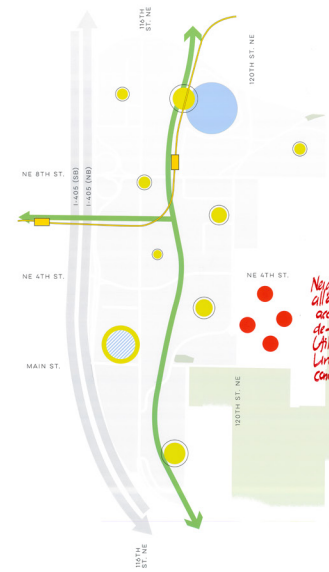 116TH
ST. NE
120TH ST. NE
NE 8TH ST.
I-405 (SB)
I-405 (NB)
NE 4TH ST.
NE 4TH ST.
MAIN ST.
120TH ST. NE
116TH
ST. NE